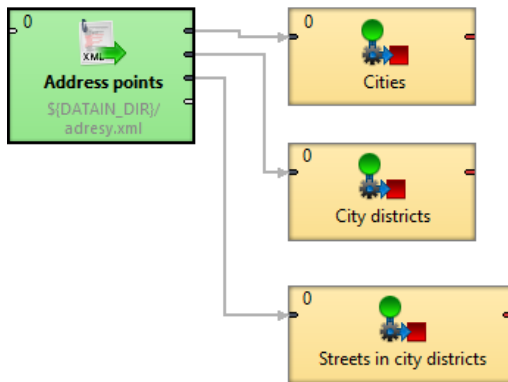 0
XML
Address points
${DATAIN_DIR}/
adresy.xml
0
Cities
0
City districts
0
Streets in city districts